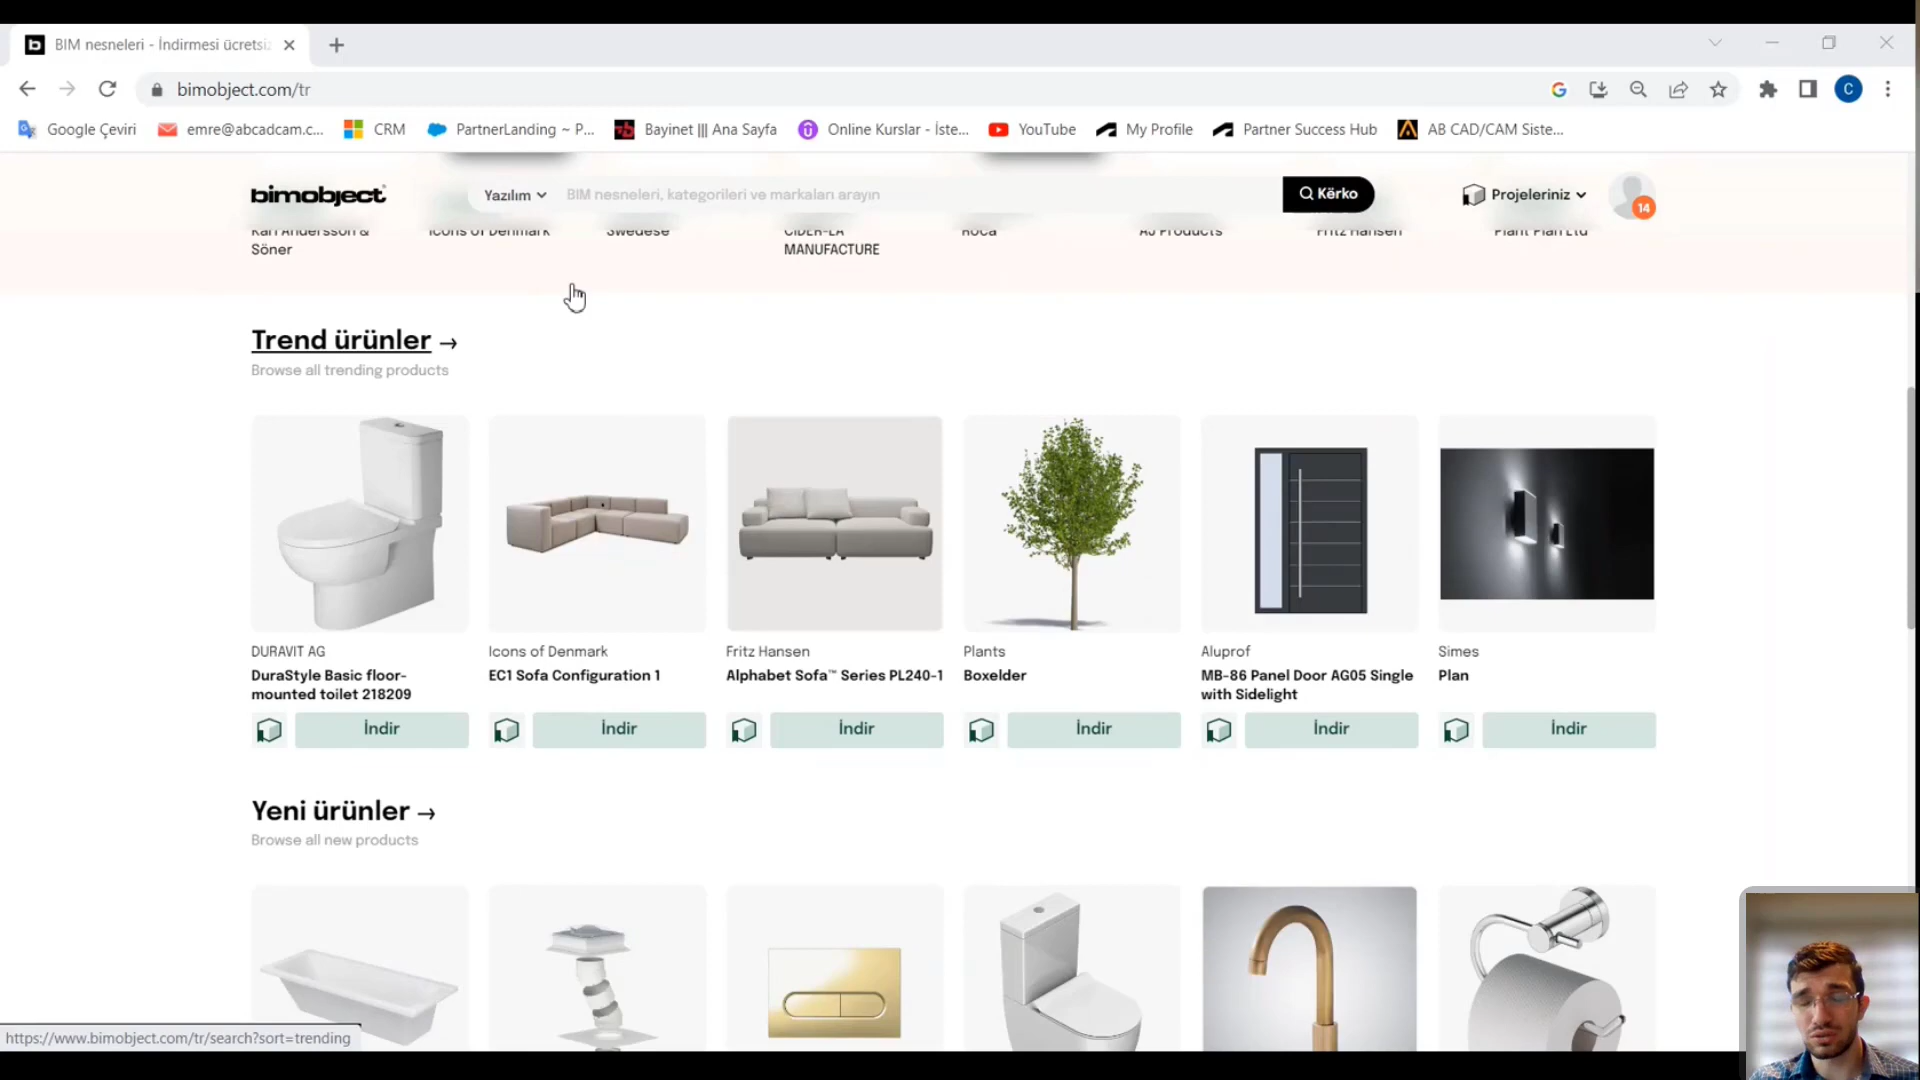 BIM nesneleri - İndirmesi ücretsiz
bimobject.com/tr
Google Çeviri
emre@abcadcam.c...
CRM
PartnerLanding ~ P...
Bayinet ||| Ana Sayfa
Online Kurslar - İste...
YouTube
My Profile
Partner Success Hub
AB CAD/CAM Siste...
C
bimobject
Yazılım
BIM nesneleri, kategorileri ve markaları arayın
Kërko
Projeleriniz
14
Karl Andersson &
Söner
Icons of Denmark
Swedese
CIDER-LA
MANUFACTURE
Roca
AJ Products
Fritz Hansen
Plant Plan Ltd
Trend ürünler →
Browse all trending products
DURAVIT AG
DuraStyle Basic floor-
mounted toilet 218209
İndir
Icons of Denmark
EC1 Sofa Configuration 1
İndir
Fritz Hansen
Alphabet Sofa™ Series PL240-1
İndir
Plants
Boxelder
İndir
Aluprof
MB-86 Panel Door AG05 Single
with Sidelight
İndir
Simes
Plan
İndir
Yeni ürünler →
Browse all new products
https://www.bimobject.com/tr/search?sort=trending